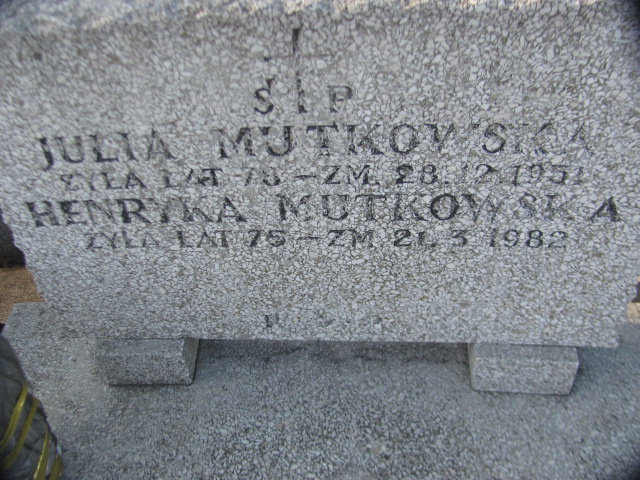 Ś P
JULIA MUTKOWSKA
ŻYŁA LAT 78 – ZM. 28.12.1951
HENRYKA MUTKOWSKA
ŻYŁA LAT 75 – ZM 21.3.1982